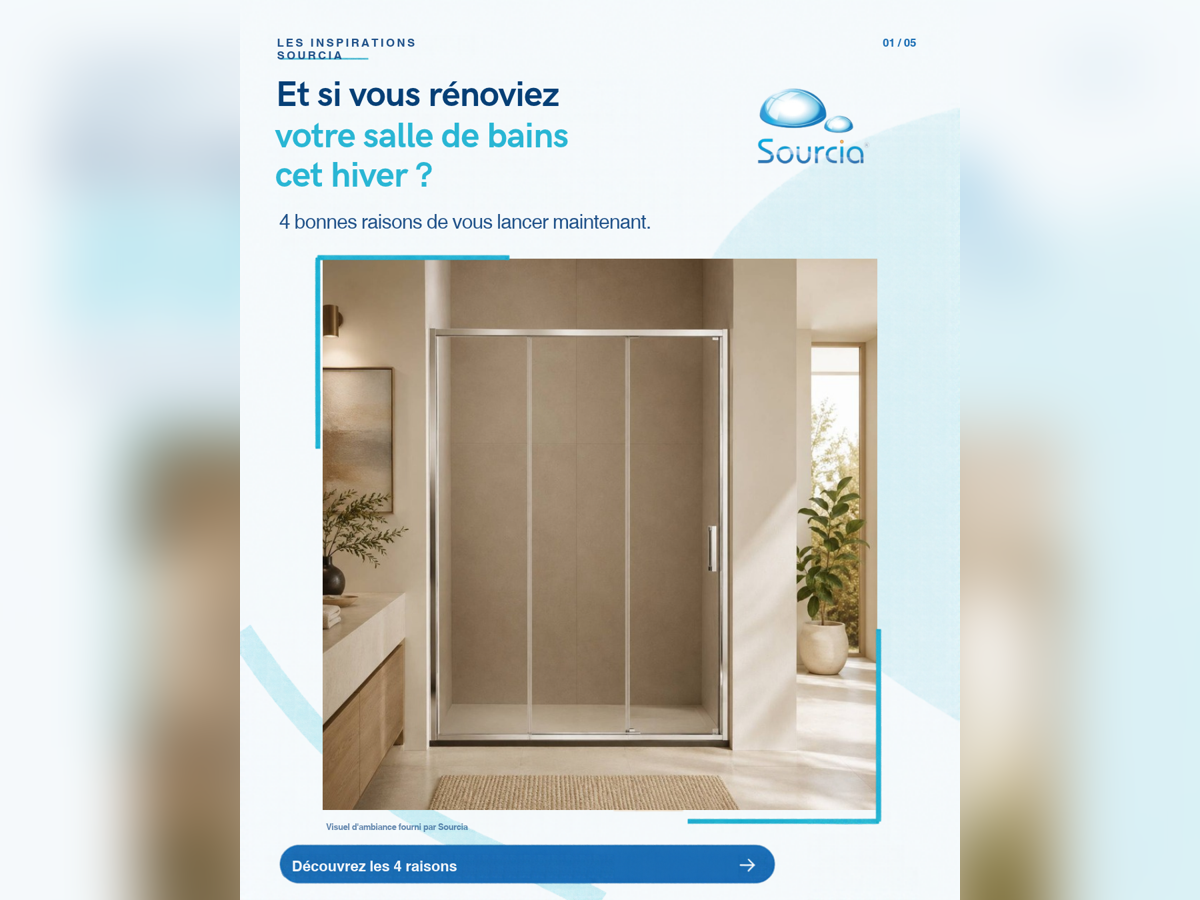 LES INSPIRATIONS
SOURCIA
01 / 05
Et si vous rénoviez
votre salle de bains
cet hiver ?
Sourcia
4 bonnes raisons de vous lancer maintenant.
Visuel d'ambiance fourni par Sourcia
Découvrez les 4 raisons